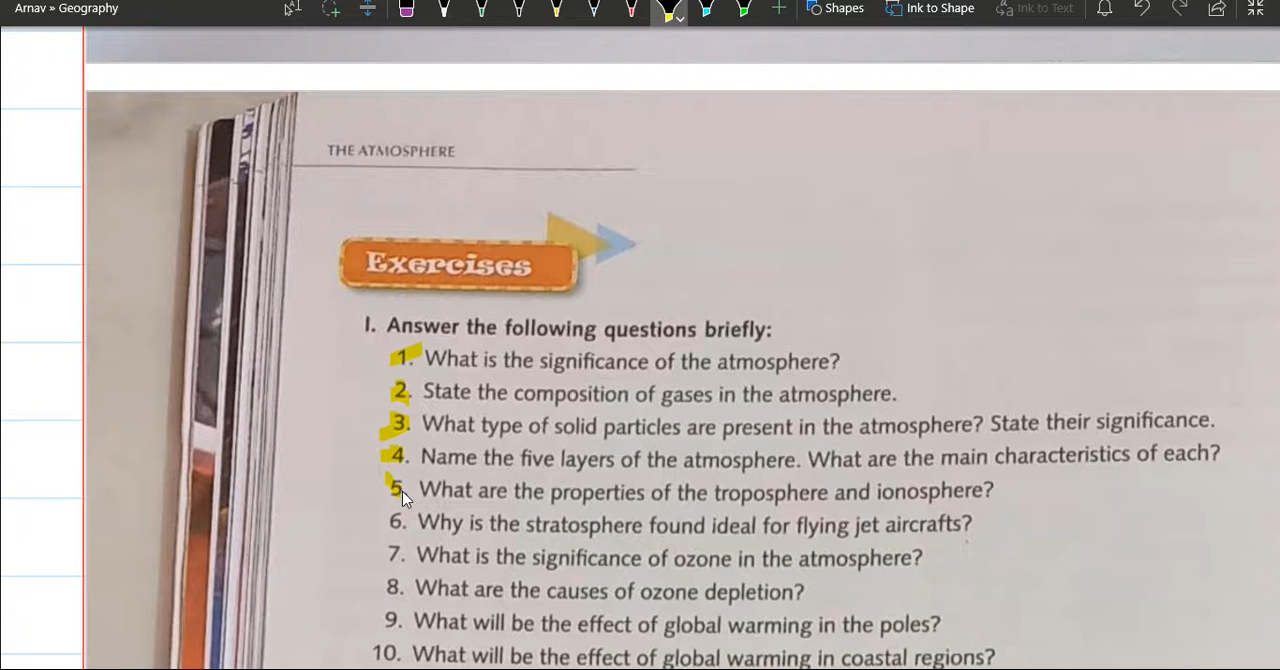 Arnav » Geography
Shapes
Ink to Shape
Ink to Text
THE ATMOSPHERE
Exercises
I. Answer the following questions briefly:
1. What is the significance of the atmosphere?
2. State the composition of gases in the atmosphere.
3. What type of solid particles are present in the atmosphere? State their significance.
4. Name the five layers of the atmosphere. What are the main characteristics of each?
5. What are the properties of the troposphere and ionosphere?
6. Why is the stratosphere found ideal for flying jet aircrafts?
7. What is the significance of ozone in the atmosphere?
8. What are the causes of ozone depletion?
9. What will be the effect of global warming in the poles?
10. What will be the effect of global warming in coastal regions?